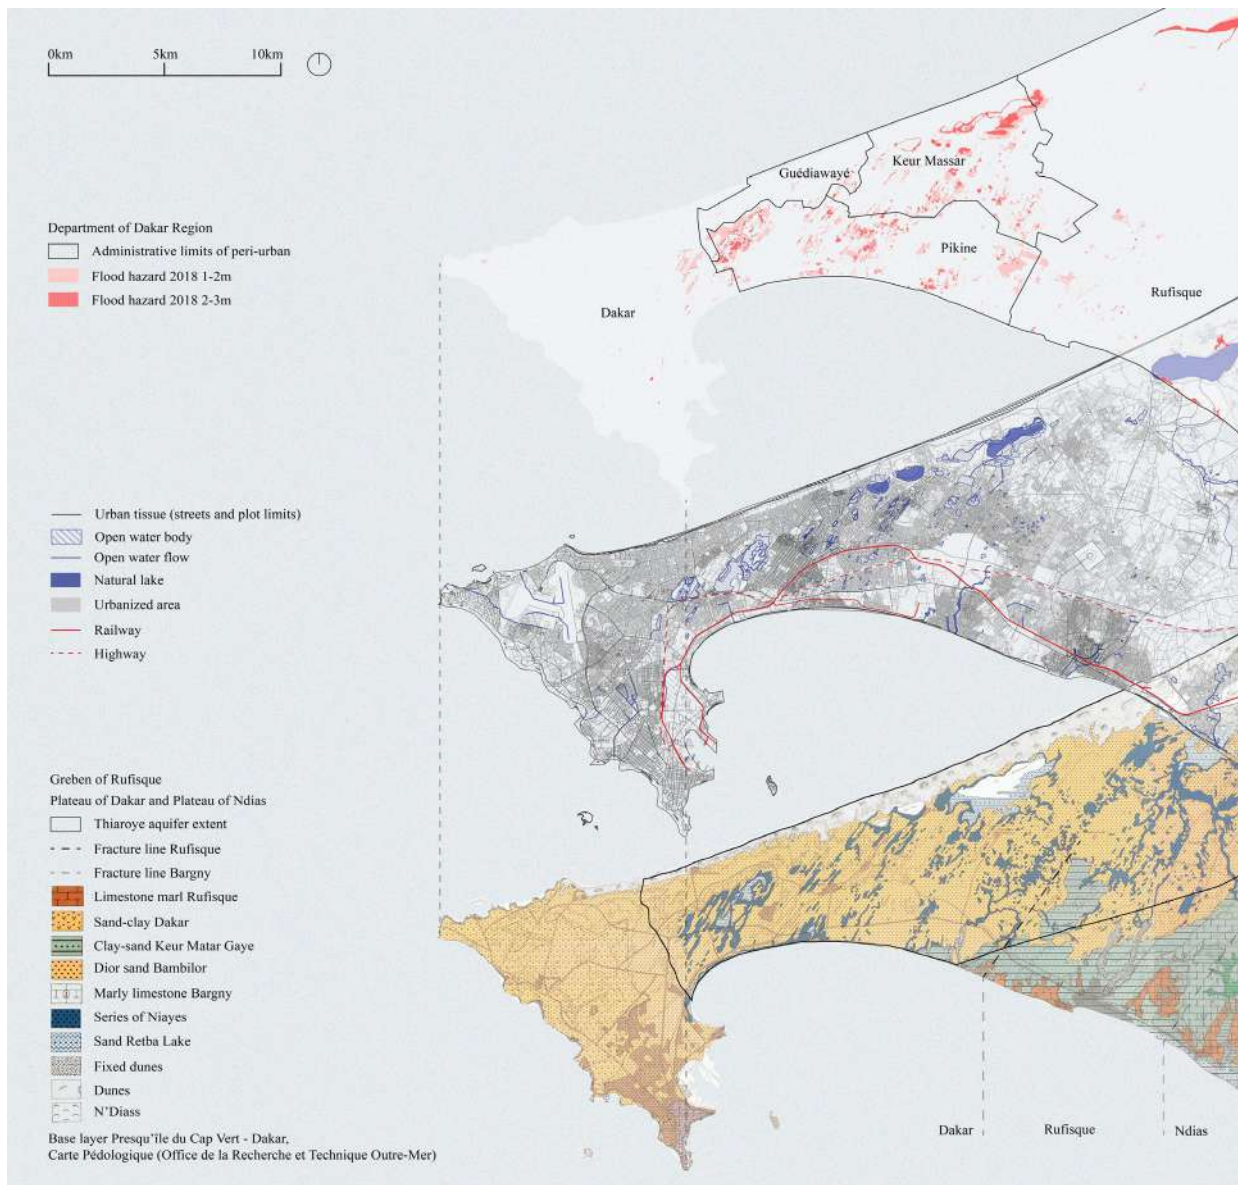 0km 5km 10km
Guédiawayé
Keur Massar
Department of Dakar Region
Administrative limits of peri-urban
Pikine
Flood hazard 2018 1-2m
Flood hazard 2018 2-3m
Rufisque
Dakar
Urban tissue (streets and plot limits)
Open water body
Open water flow
Natural lake
Urbanized area
Railway
Highway
Greben of Rufisque
Plateau of Dakar and Plateau of Ndias
Thiaroye aquifer extent
Fracture line Rufisque
Fracture line Bargny
Limestone marl Rufisque
Sand-clay Dakar
Clay-sand Keur Matar Gaye
Dior sand Bambilor
Marly limestone Bargny
Series of Niayes
Sand Retba Lake
Fixed dunes
Dunes
N'Diass
Dakar Rufisque Ndias
Base layer Presqu'île du Cap Vert - Dakar,
Carte Pédologique (Office de la Recherche et Technique Outre-Mer)